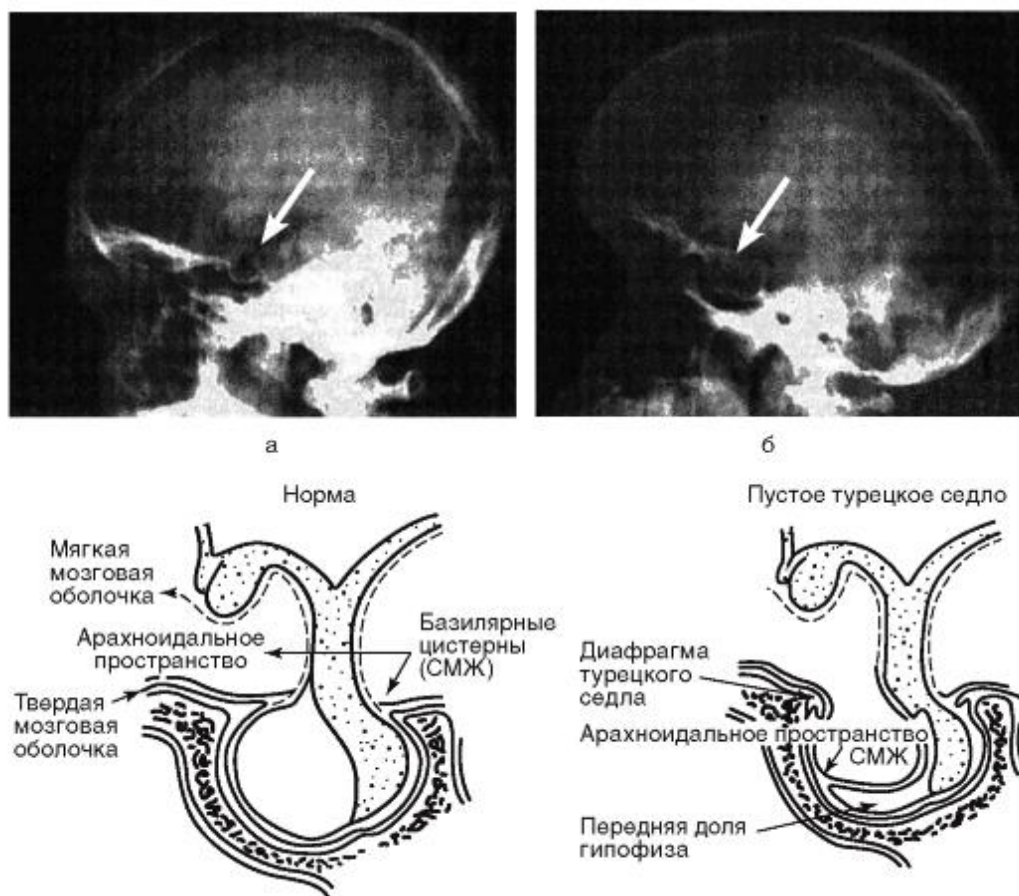 а
б
Норма
Мягкая
мозговая
оболочка
Арахноидальное
пространство
Твердая
мозговая
оболочка
Базилярные
цистерны
(СМЖ)
Пустое турецкое седло
Диафрагма
турецкого
седла
Арахноидальное пространство
СМЖ
Передняя доля
гипофиза